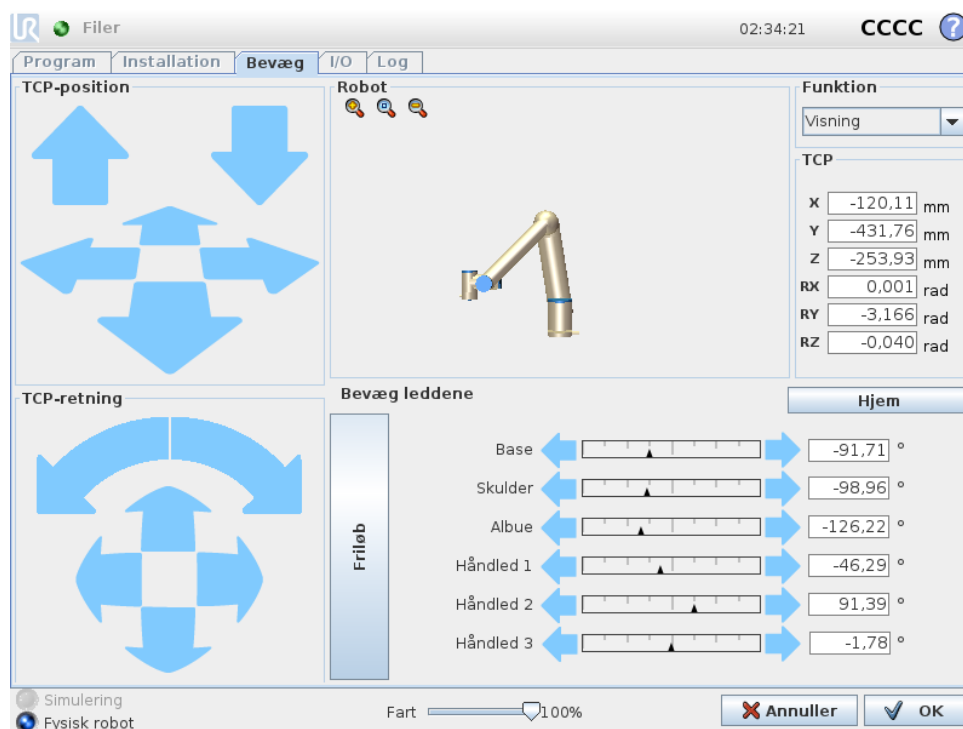 UR Filer 02:34:21 CCCC ?
Program Installation Bevæg I/O Log
TCP-position
Robot
Funktion
Visning
TCP
X -120,11 mm
Y -431,76 mm
Z -253,93 mm
RX 0,001 rad
RY -3,166 rad
RZ -0,040 rad
TCP-retning
Bevæg leddene
Hjem
Friløb
Base -91,71 °
Skulder -98,96 °
Albue -126,22 °
Håndled 1 -46,29 °
Håndled 2 91,39 °
Håndled 3 -1,78 °
Simulering
Fysisk robot
Fart 100%
Annuller
OK